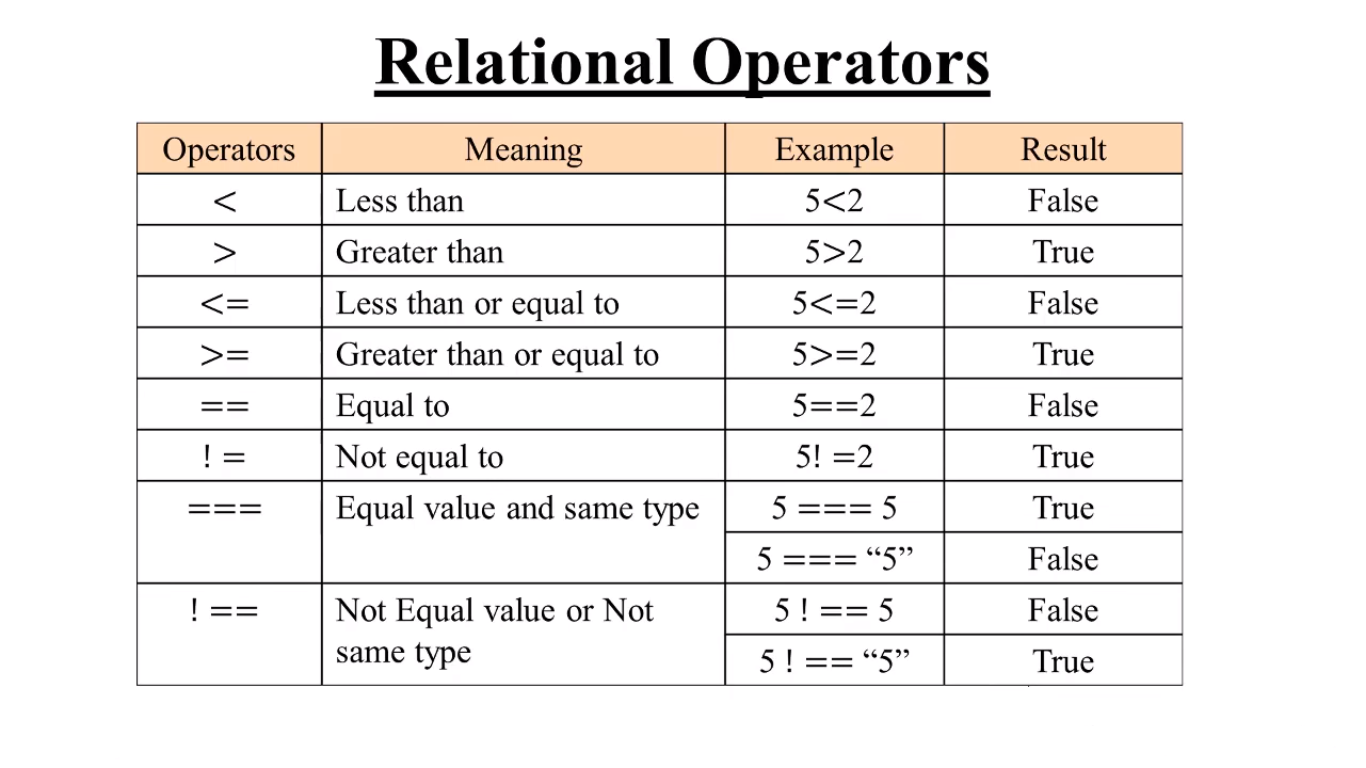 Relational Operators
Operators Meaning Example Result
< Less than 5<2 False
> Greater than 5>2 True
<= Less than or equal to 5<=2 False
>= Greater than or equal to 5>=2 True
== Equal to 5==2 False
! = Not equal to 5! =2 True
=== Equal value and same type 5 === 5 True
5 === “5” False
! == Not Equal value or Not 5 ! == 5 False
same type 5 ! == “5” True